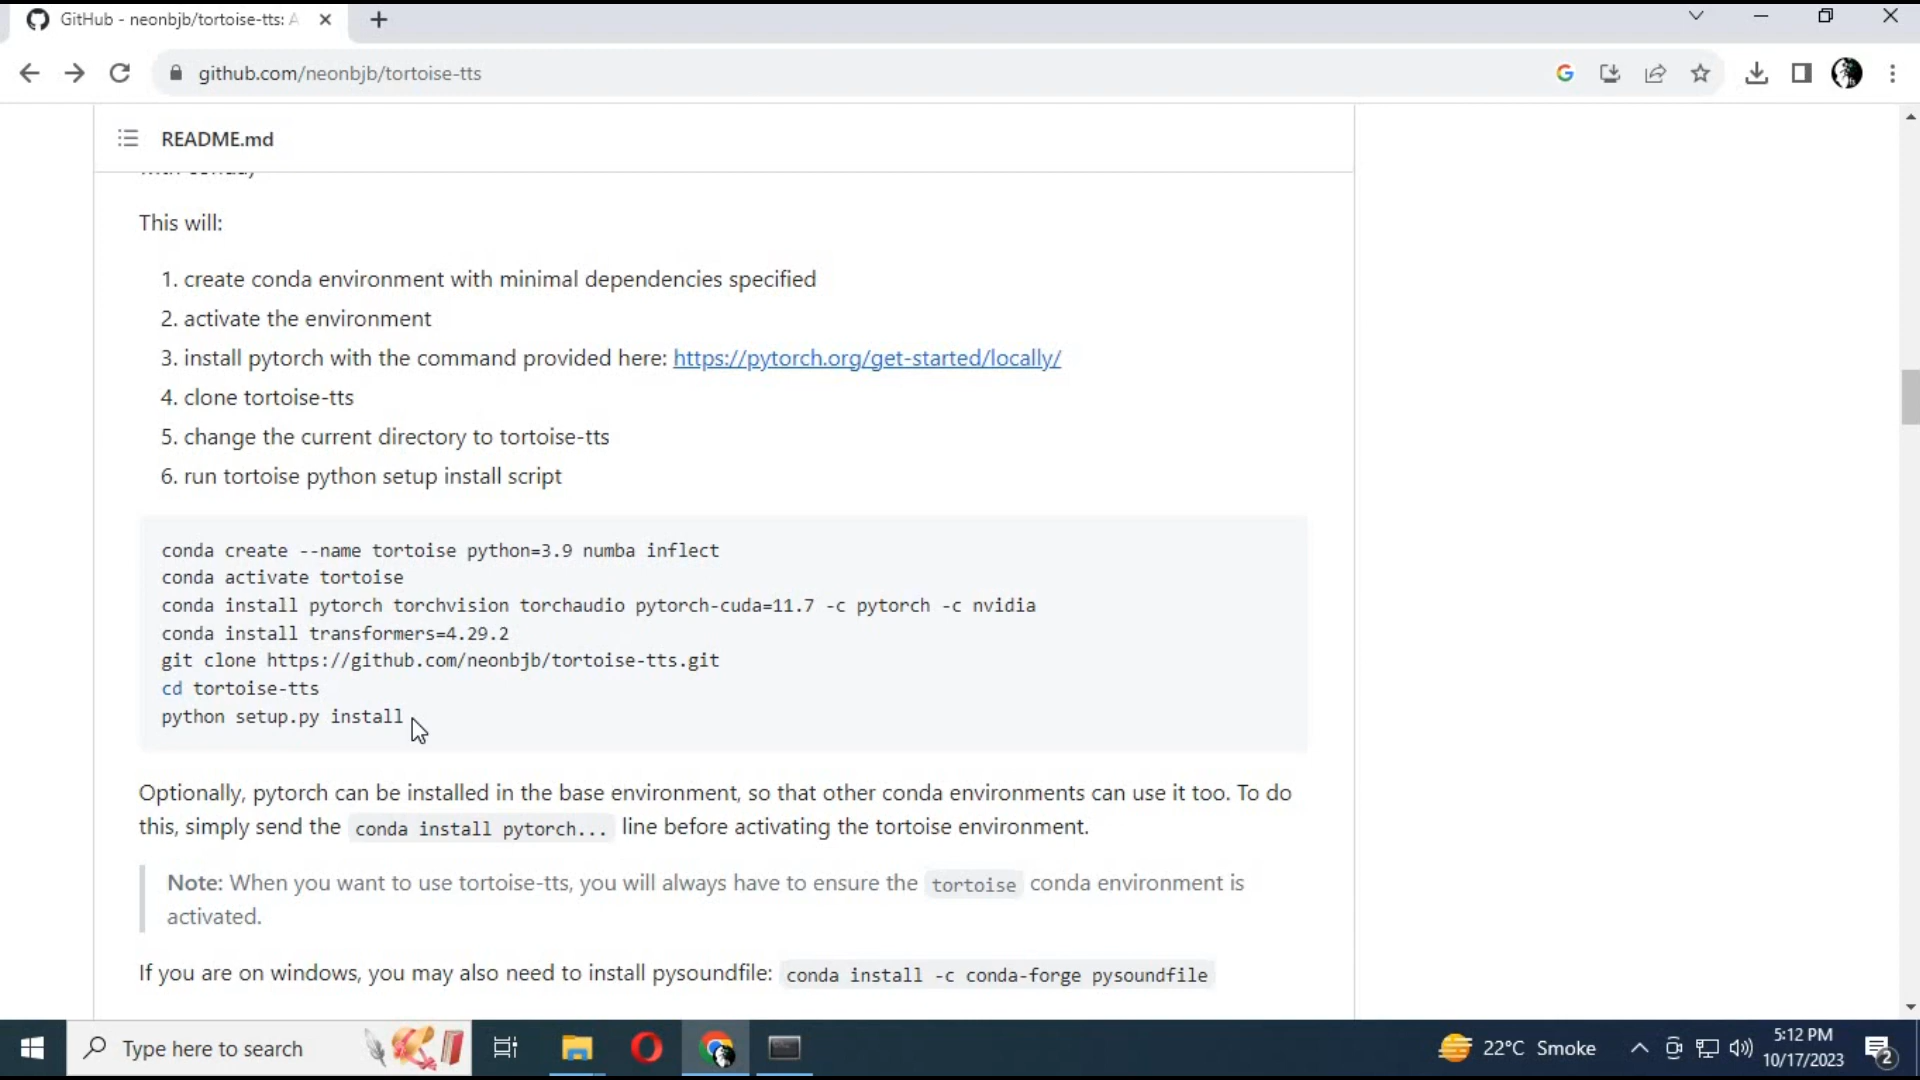 GitHub - neonbjb/tortoise-tts: A
github.com/neonbjb/tortoise-tts
README.md
This will:
1. create conda environment with minimal dependencies specified
2. activate the environment
3. install pytorch with the command provided here: https://pytorch.org/get-started/locally/
4. clone tortoise-tts
5. change the current directory to tortoise-tts
6. run tortoise python setup install script
conda create --name tortoise python=3.9 numba inflect
conda activate tortoise
conda install pytorch torchvision torchaudio pytorch-cuda=11.7 -c pytorch -c nvidia
conda install transformers=4.29.2
git clone https://github.com/neonbjb/tortoise-tts.git
cd tortoise-tts
python setup.py install
Optionally, pytorch can be installed in the base environment, so that other conda environments can use it too. To do
this, simply send the conda install pytorch... line before activating the tortoise environment.
Note: When you want to use tortoise-tts, you will always have to ensure the tortoise conda environment is
activated.
If you are on windows, you may also need to install pysoundfile: conda install -c conda-forge pysoundfile
Type here to search
22°C Smoke
5:12 PM
10/17/2023
2